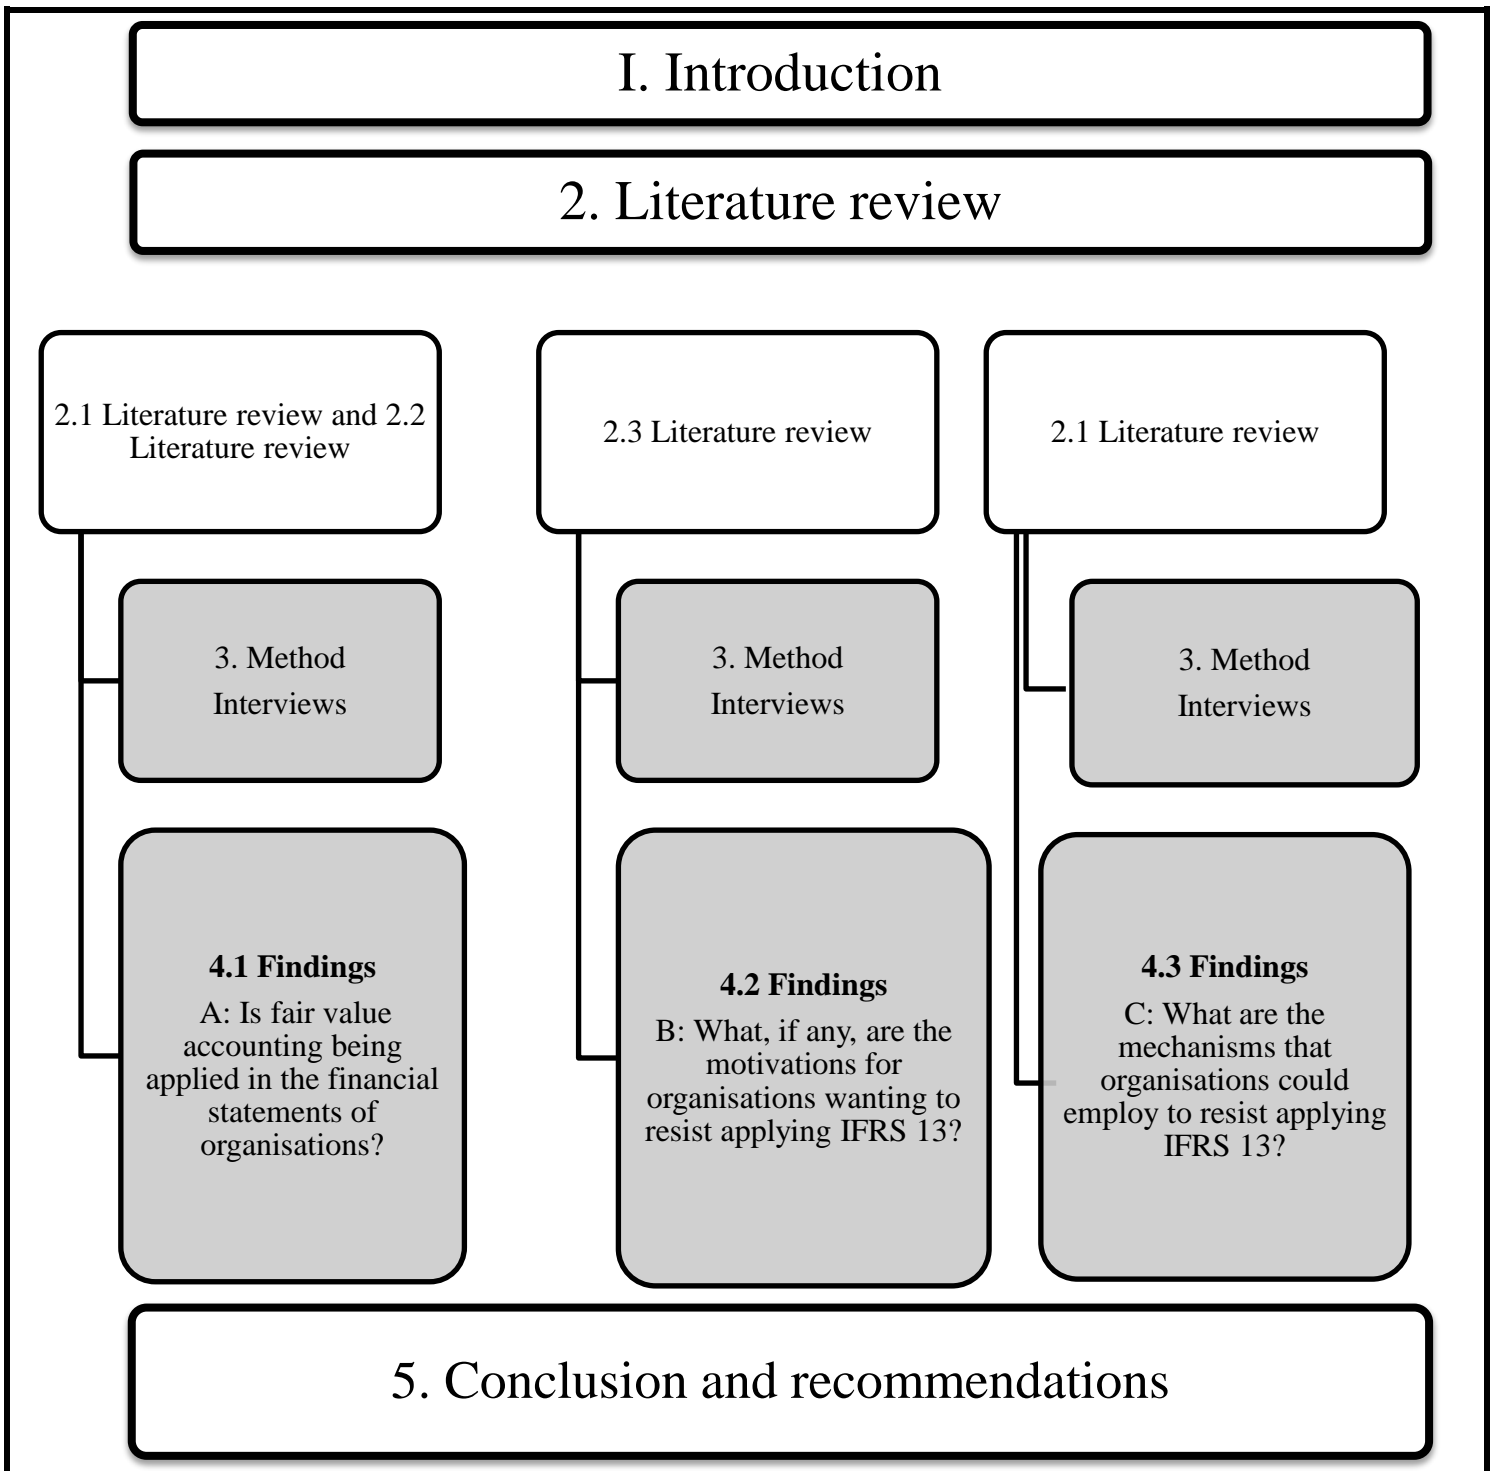 I. Introduction
2. Literature review
2.1 Literature review and 2.2
Literature review
3. Method
Interviews
4.1 Findings
A: Is fair value
accounting being
applied in the financial
statements of
organisations?
2.3 Literature review
3. Method
Interviews
4.2 Findings
B: What, if any, are the
motivations for
organisations wanting to
resist applying IFRS 13?
2.1 Literature review
3. Method
Interviews
4.3 Findings
C: What are the
mechanisms that
organisations could
employ to resist applying
IFRS 13?
5. Conclusion and recommendations